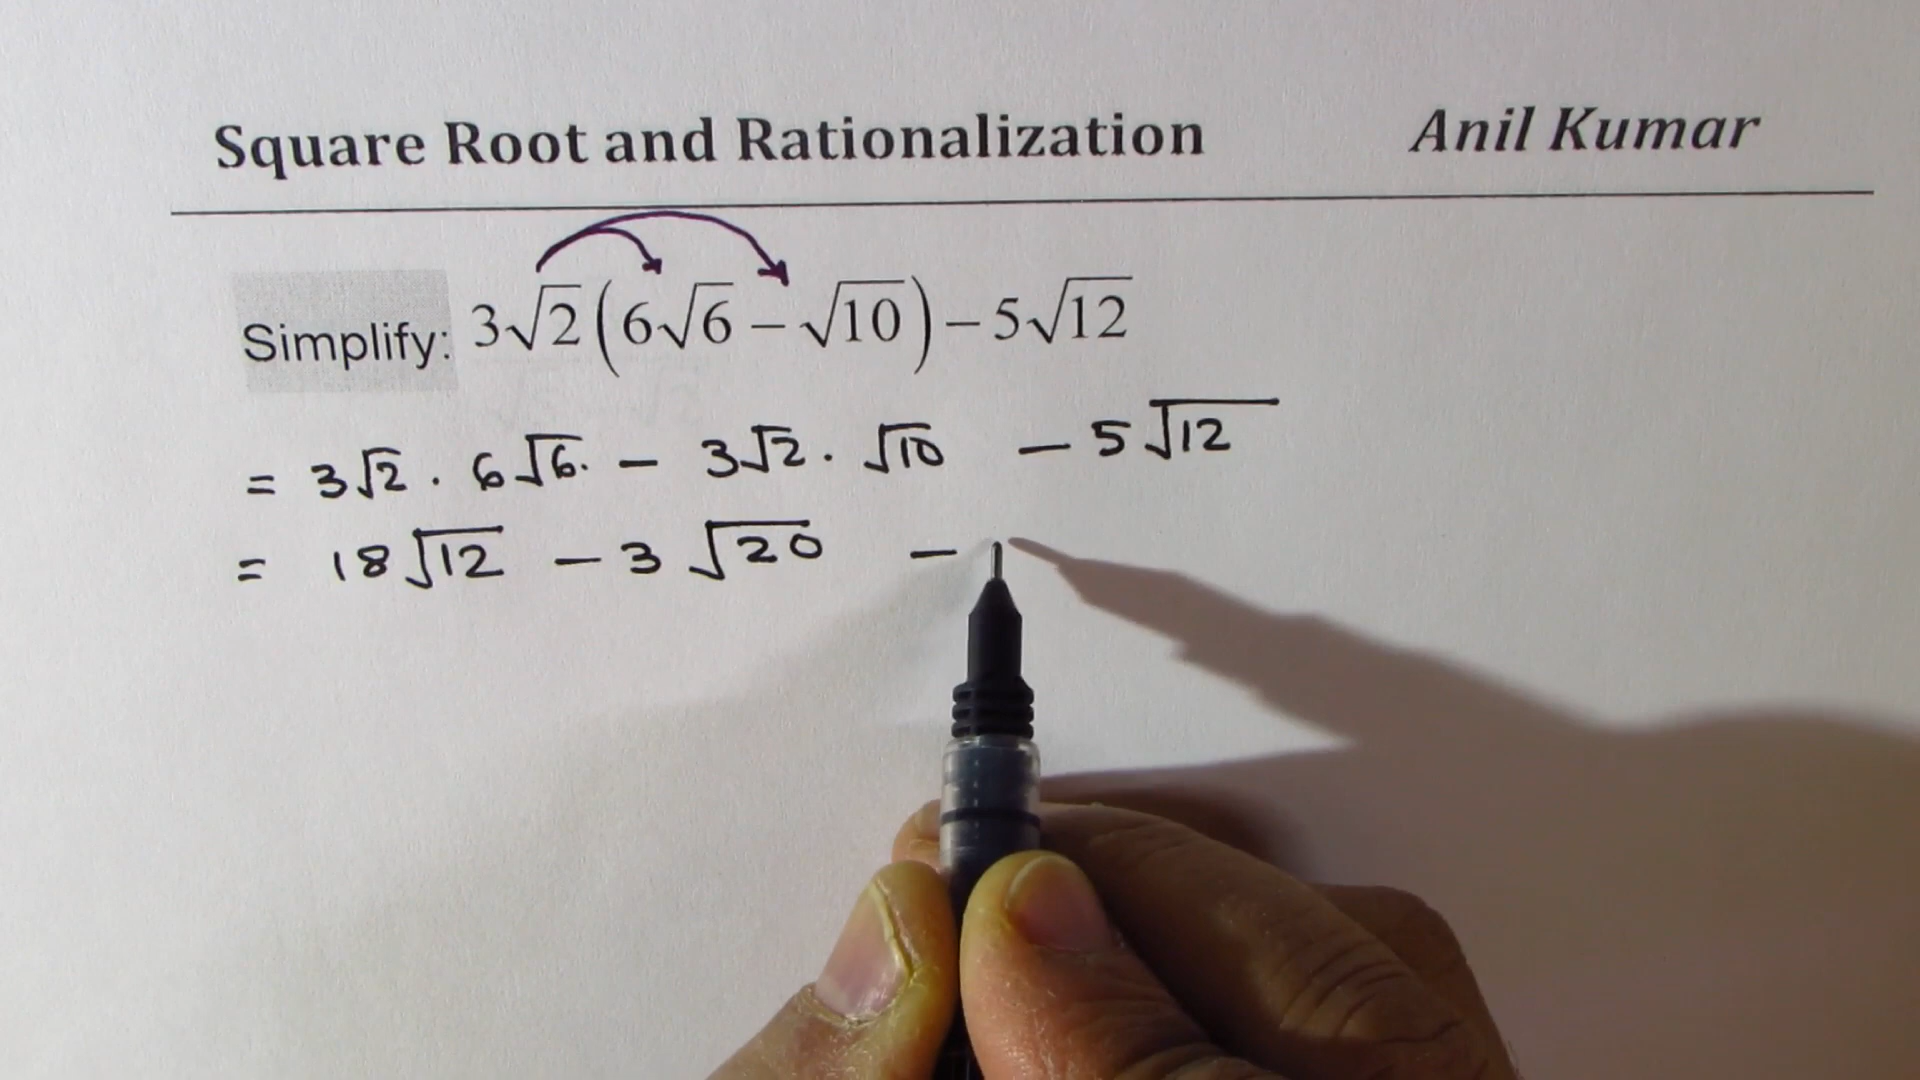 Square Root and Rationalization Anil Kumar
Simplify: 3√2(6√6 − √10) − 5√12
= 3√2 · 6√6 · − 3√2 · √10 − 5√12
= 18√12 − 3√20 −